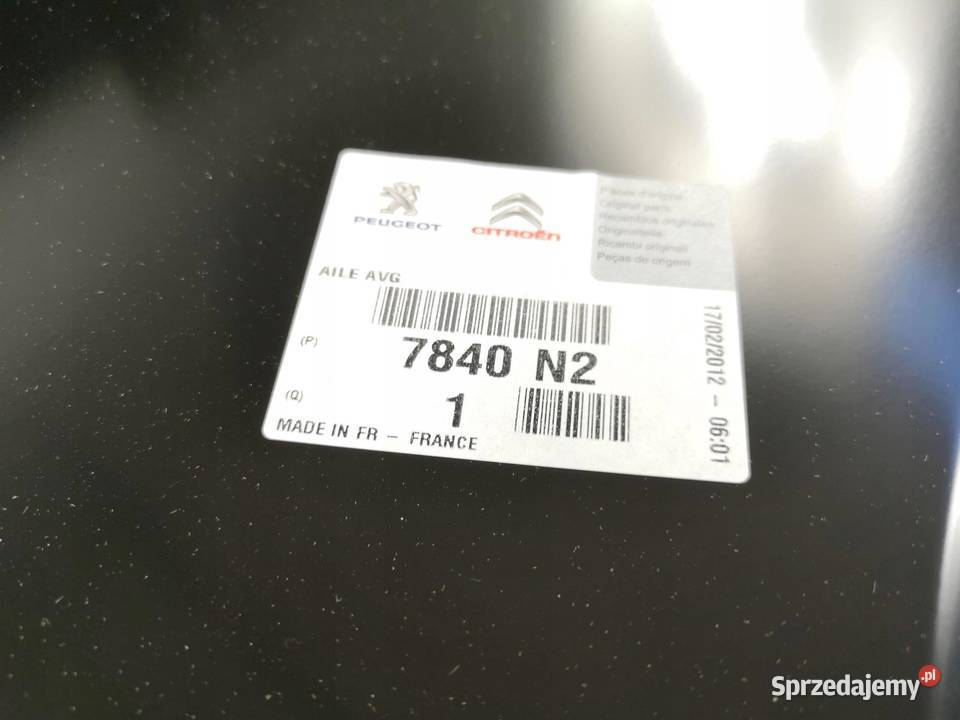 PEUGEOT
CITROËN
Pièces d'origine
Original parts
Recambios originales
Originalteile
Ricambi originali
Peças de origem
AILE AVG
(P)
7840 N2
(Q)
1
MADE IN FR - FRANCE
17/02/2012 - 06:01
Sprzedajemy.pl